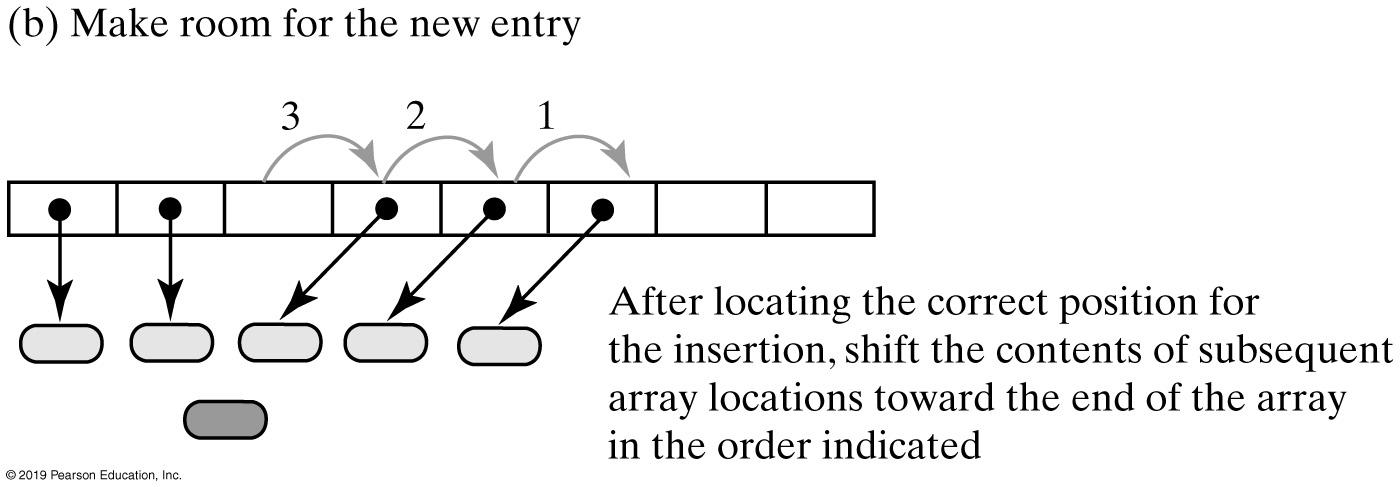 (b) Make room for the new entry
3 2 1
After locating the correct position for
the insertion, shift the contents of subsequent
array locations toward the end of the array
in the order indicated
© 2019 Pearson Education, Inc.